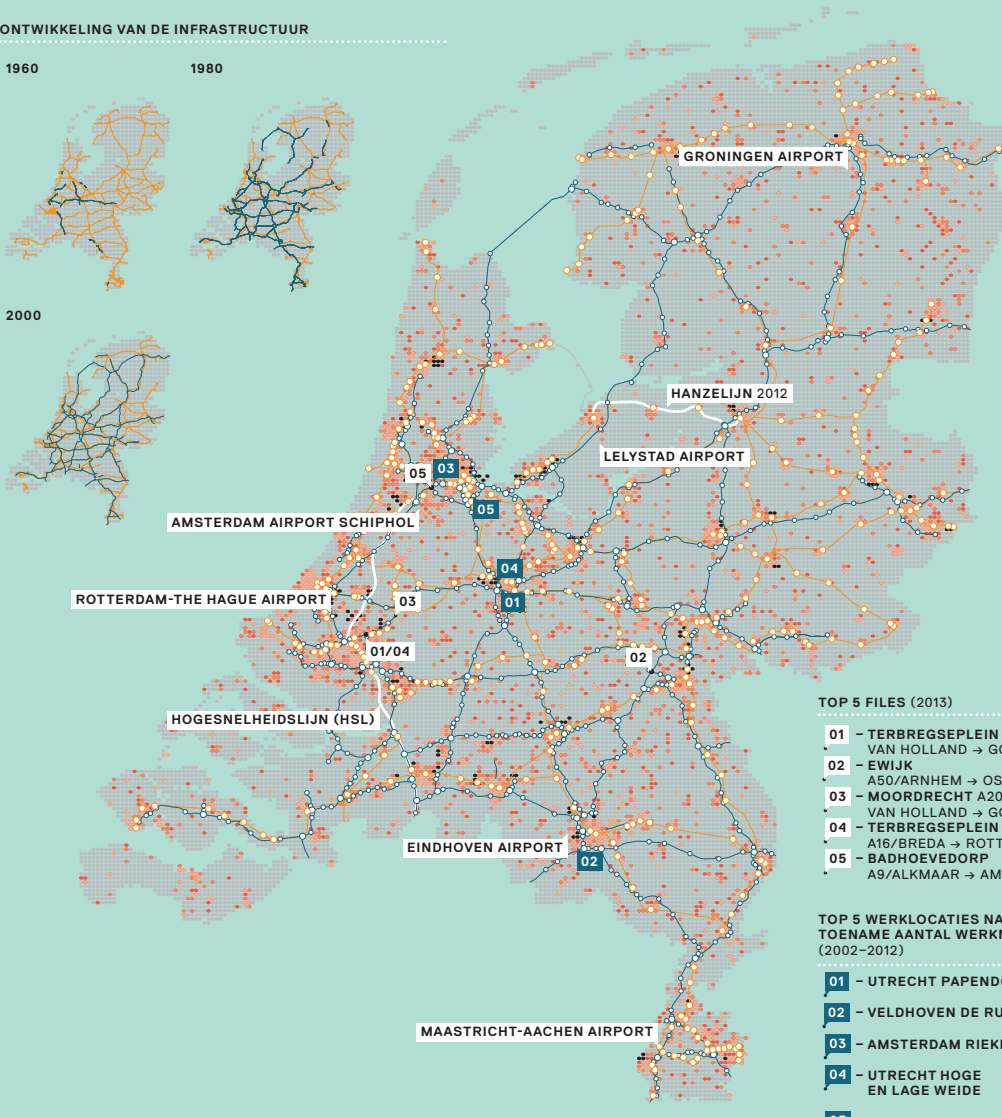 ONTWIKKELING VAN DE INFRASTRUCTUUR
1960
1980
2000
GRONINGEN AIRPORT
HANZELIJN 2012
LELYSTAD AIRPORT
05
03
05
AMSTERDAM AIRPORT SCHIPHOL
04
ROTTERDAM-THE HAGUE AIRPORT
03
01
01/04
02
HOGESNELHEIDSLIJN (HSL)
EINDHOVEN AIRPORT
02
MAASTRICHT-AACHEN AIRPORT
TOP 5 FILES (2013)
01 – TERBREGSEPLEIN
VAN HOLLAND → GO
02 – EWIJK
A50/ARNHEM → OS
03 – MOORDRECHT A20
VAN HOLLAND → GO
04 – TERBREGSEPLEIN
A16/BREDA → ROTT
05 – BADHOEVEDORP
A9/ALKMAAR → AM
TOP 5 WERKLOCATIES NA
TOENAME AANTAL WERKN
(2002–2012)
01 – UTRECHT PAPENDO
02 – VELDHOVEN DE RU
03 – AMSTERDAM RIEK
04 – UTRECHT HOGE
EN LAGE WEIDE